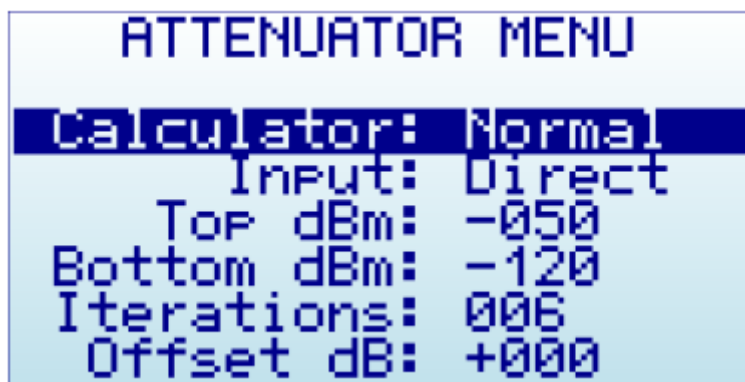 ATTENUATOR MENU
Calculator: Normal
Input: Direct
Top dBm: -050
Bottom dBm: -120
Iterations: 006
Offset dB: +000